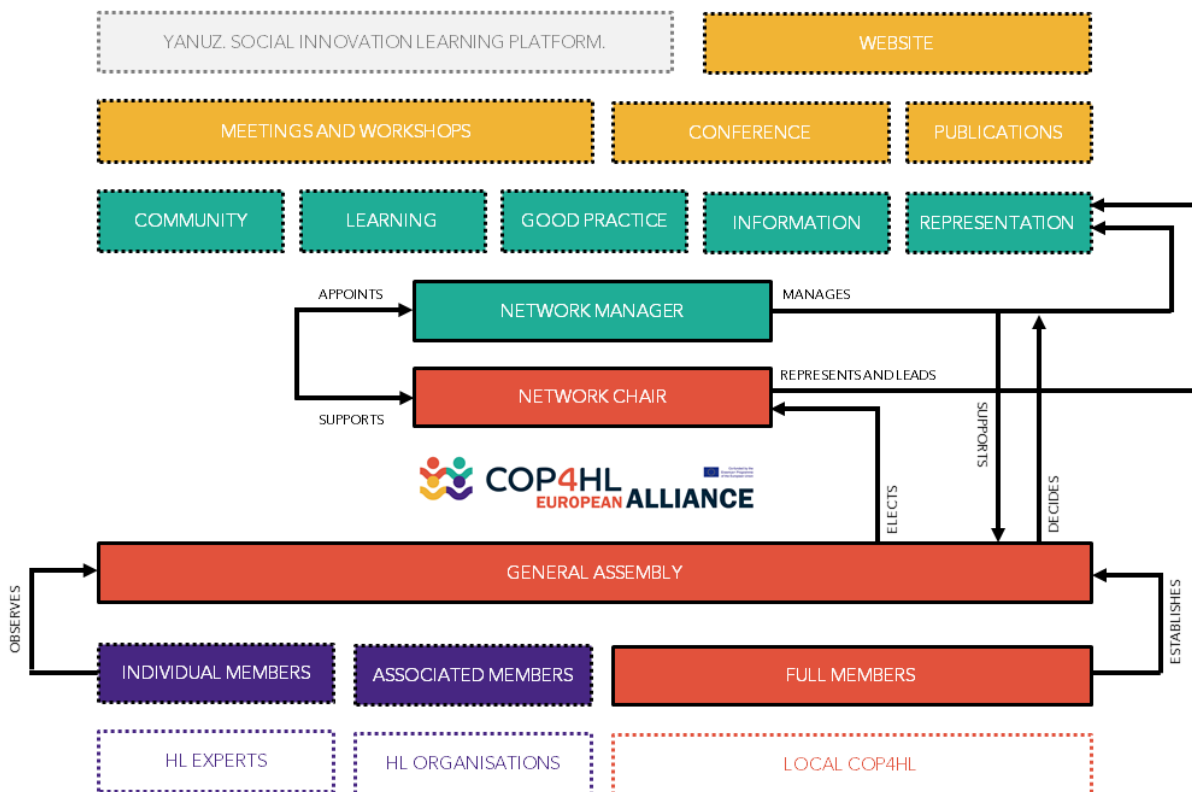 YANUZ. SOCIAL INNOVATION LEARNING PLATFORM.
WEBSITE
MEETINGS AND WORKSHOPS
CONFERENCE
PUBLICATIONS
COMMUNITY
LEARNING
GOOD PRACTICE
INFORMATION
REPRESENTATION
APPOINTS
NETWORK MANAGER
MANAGES
NETWORK CHAIR
REPRESENTS AND LEADS
SUPPORTS
SUPPORTS
DECIDES
COP4HL
EUROPEAN ALLIANCE
ELECTS
GENERAL ASSEMBLY
OBSERVES
ESTABLISHES
INDIVIDUAL MEMBERS
ASSOCIATED MEMBERS
FULL MEMBERS
HL EXPERTS
HL ORGANISATIONS
LOCAL COP4HL